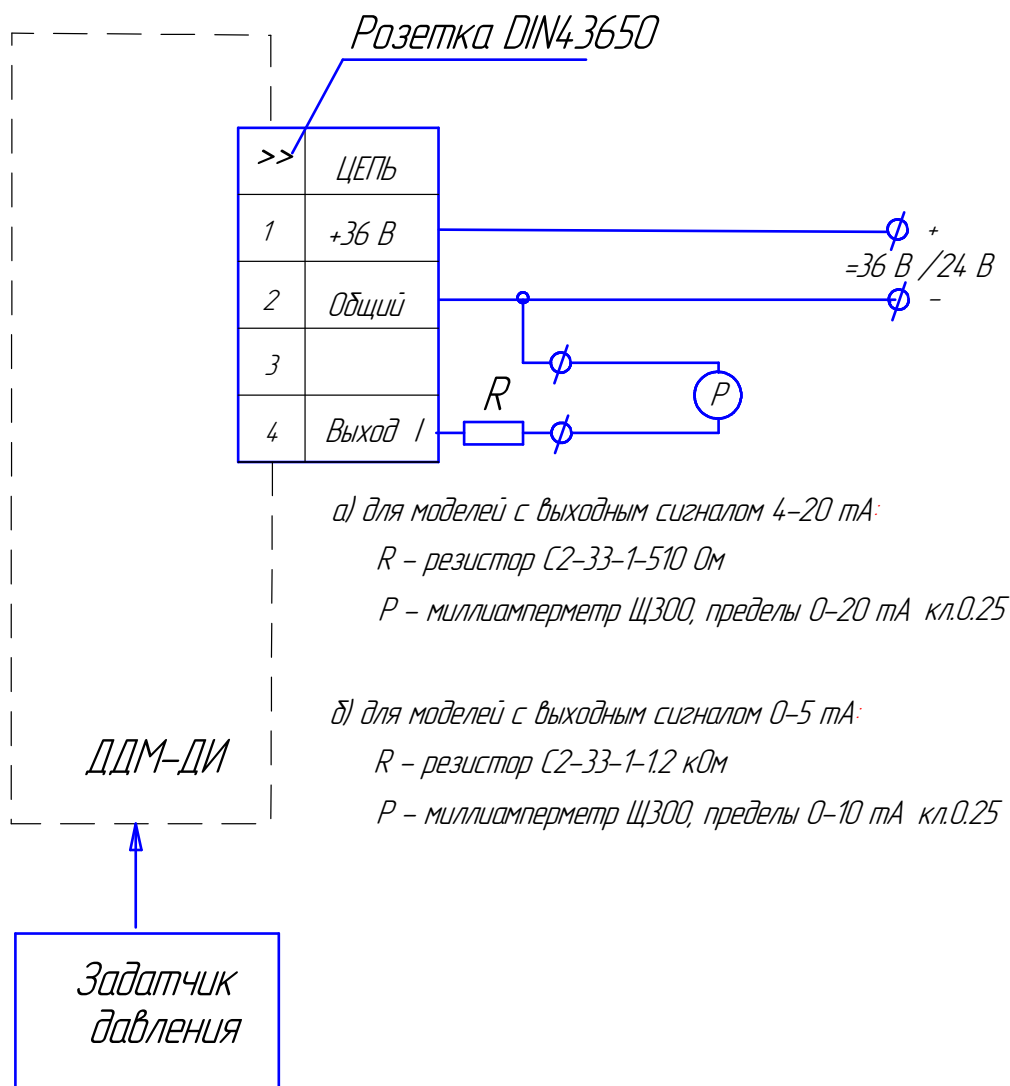 Розетка DIN43650
>> ЦЕПЬ
1 +36 В
2 Общий
3
4 Выход I
+
=36 В /24 В
-
R
P
а) для моделей с выходным сигналом 4-20 mA:
R - резистор С2-33-1-510 Ом
P - миллиамперметр Щ300, пределы 0-20 mA кл.0.25
б) для моделей с выходным сигналом 0-5 mA:
R - резистор С2-33-1-1.2 кОм
P - миллиамперметр Щ300, пределы 0-10 mA кл.0.25
ДДМ-ДИ
Задатчик
давления